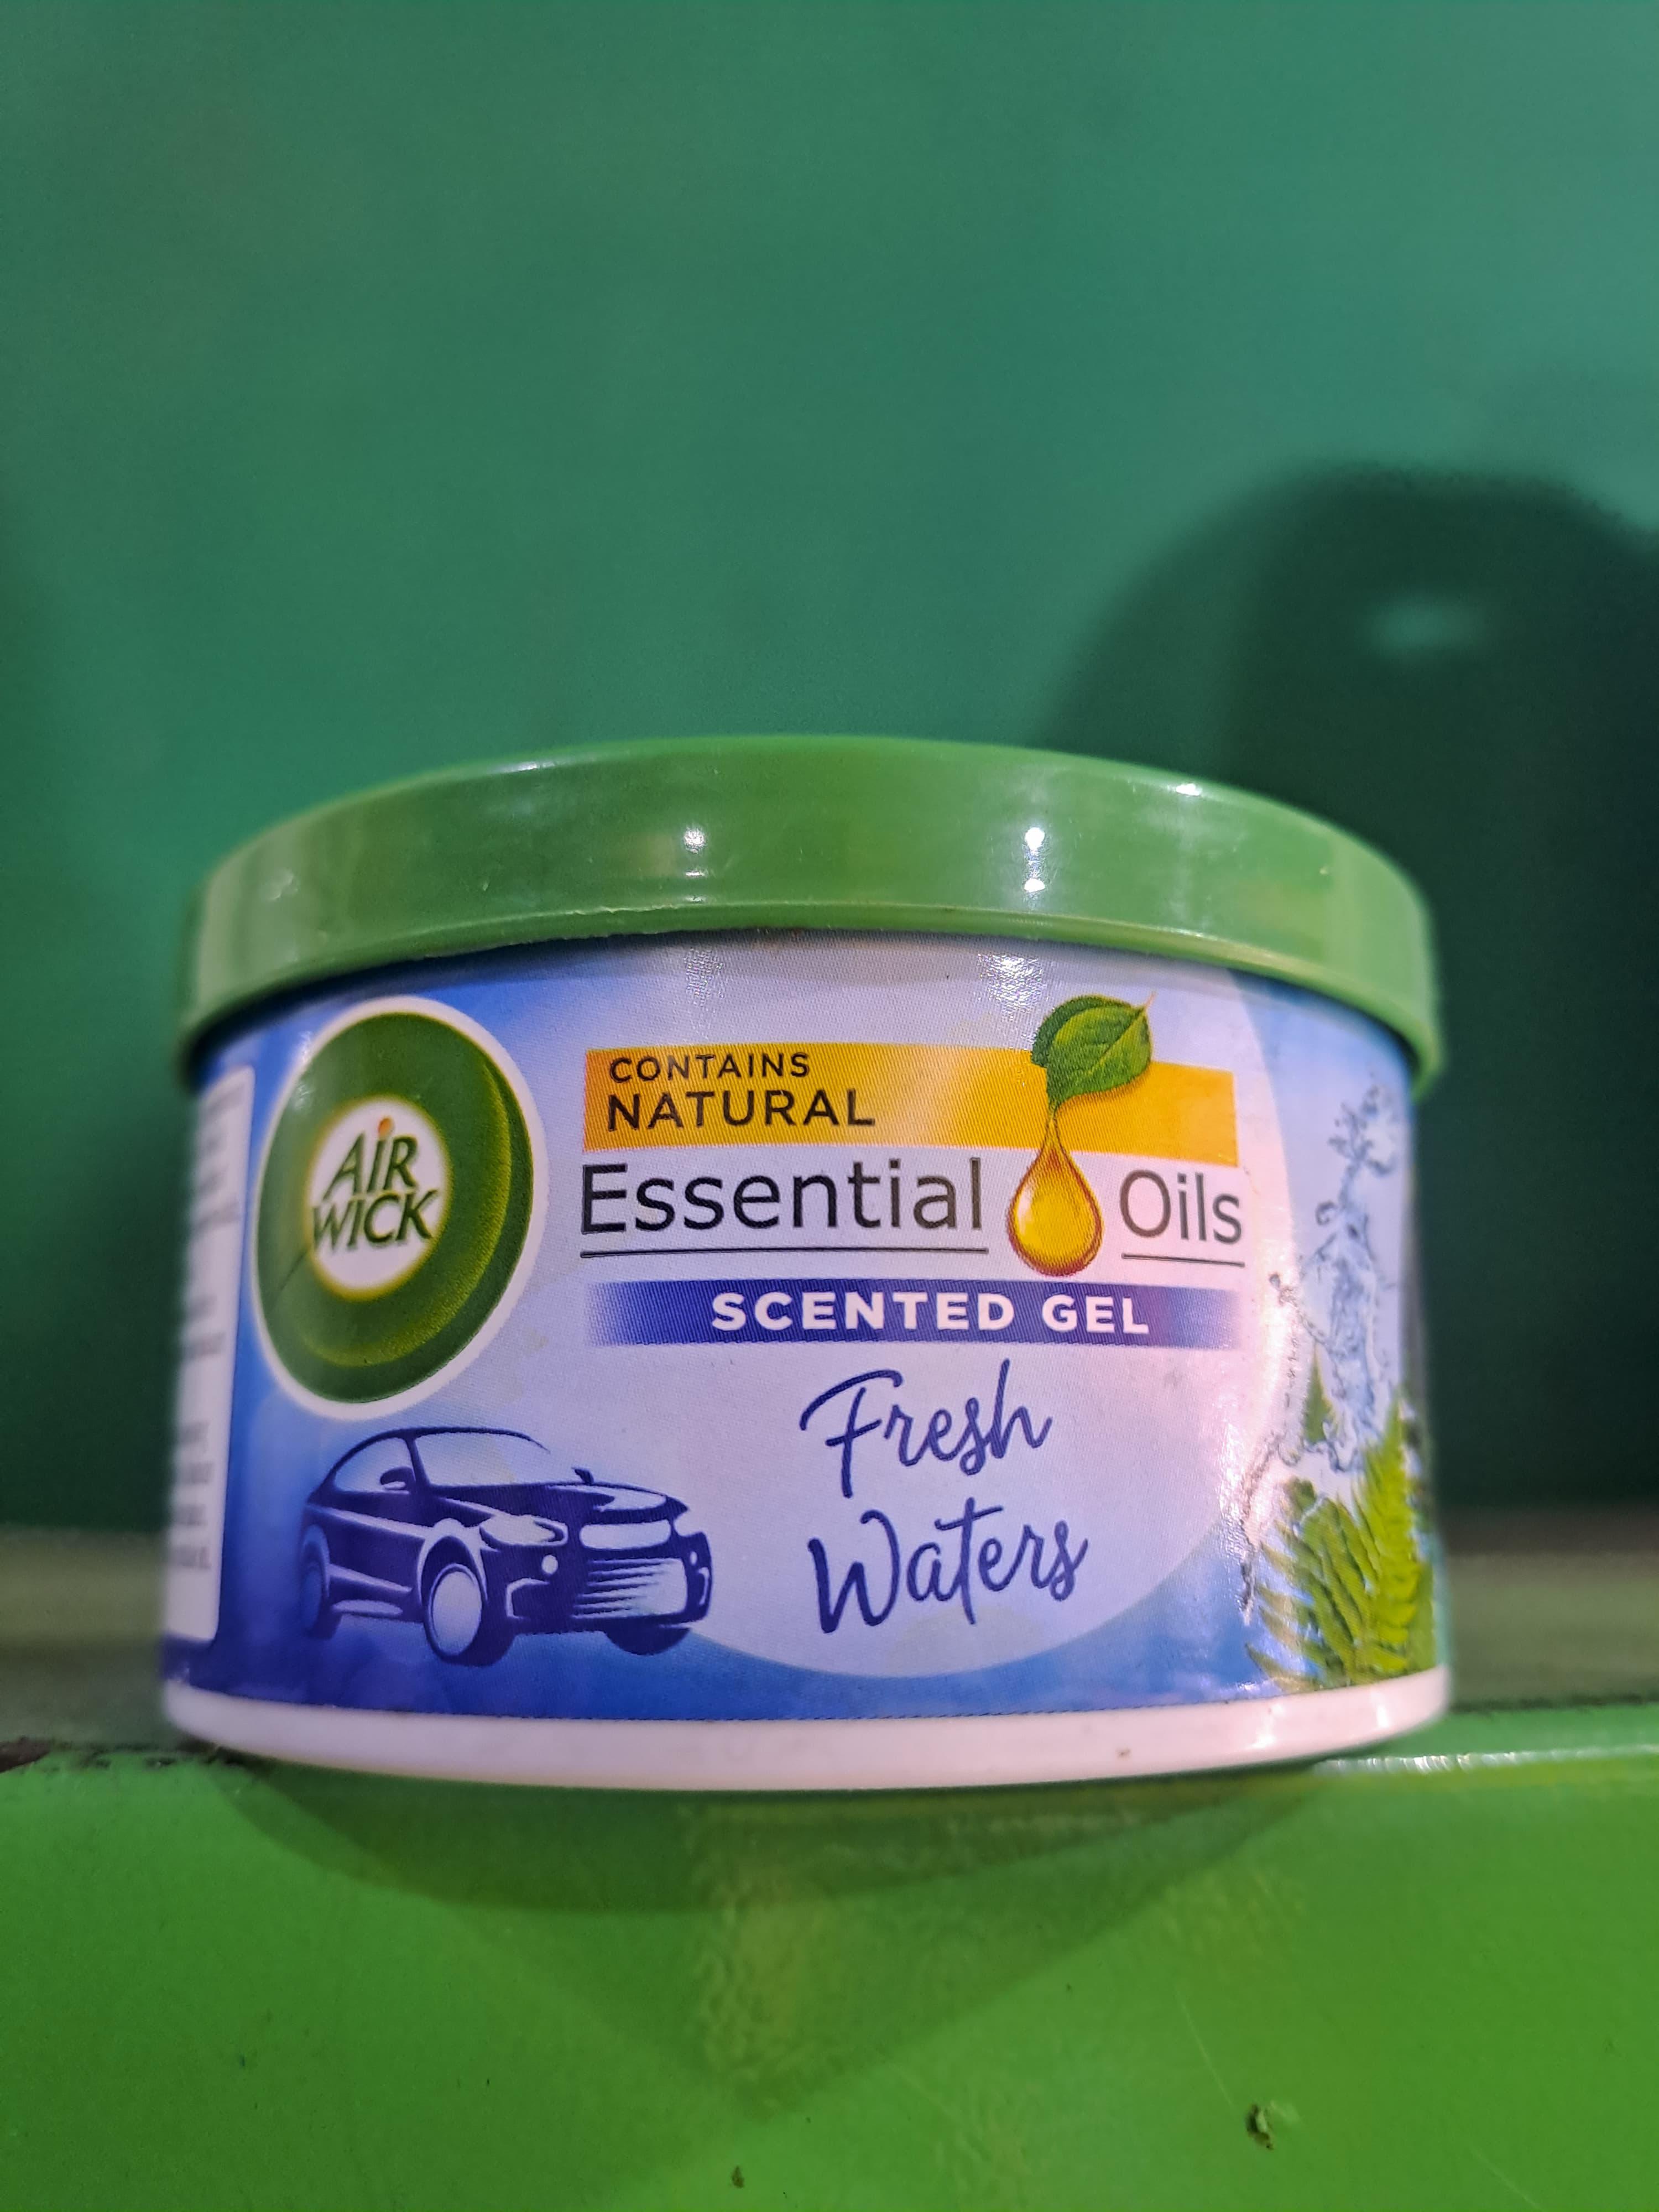 AIR
WICK
CONTAINS
NATURAL
Essential Oils
SCENTED GEL
Fresh
Waters